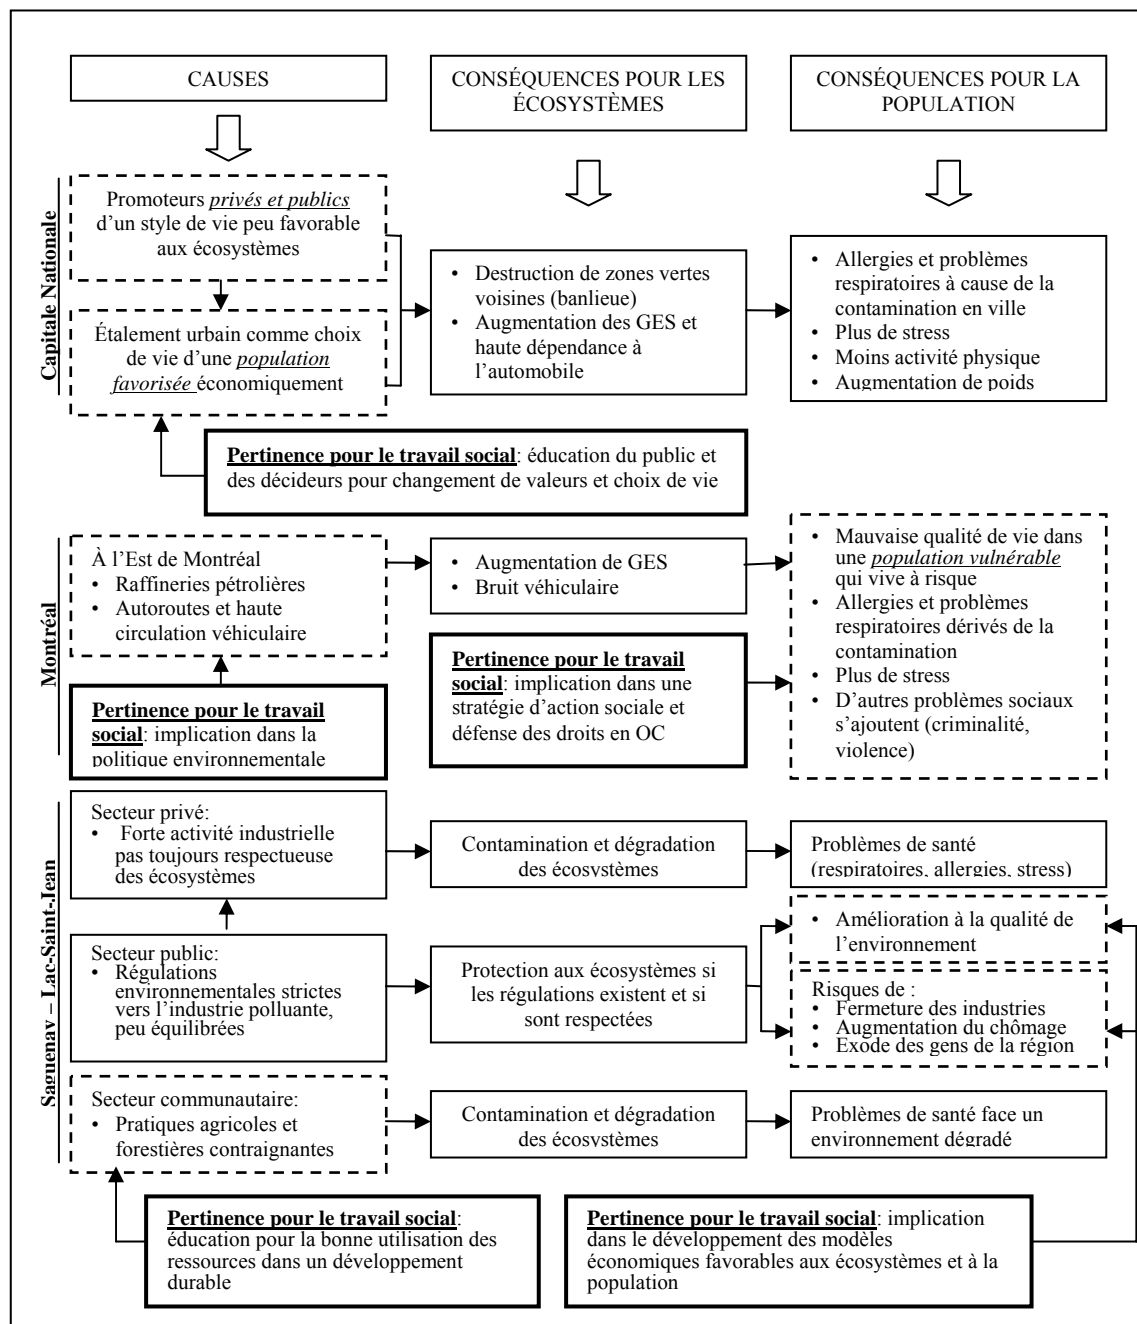 CAUSES
CONSÉQUENCES POUR LES
ÉCOSYSTÈMES
CONSÉQUENCES POUR LA
POPULATION
Capitale Nationale
Promoteurs privés et publics
d'un style de vie peu favorable
aux écosystèmes
Étalement urbain comme choix
de vie d'une population
favorisée économiquement
• Destruction de zones vertes
voisines (banlieue)
• Augmentation des GES et
haute dépendance à
l'automobile
• Allergies et problèmes
respiratoires à cause de la
contamination en ville
• Plus de stress
• Moins activité physique
• Augmentation de poids
Pertinence pour le travail social: éducation du public et
des décideurs pour changement de valeurs et choix de vie
Montréal
À l'Est de Montréal
• Raffineries pétrolières
• Autoroutes et haute
circulation véhiculaire
• Augmentation de GES
• Bruit véhiculaire
• Mauvaise qualité de vie dans
une population vulnérable
qui vive à risque
• Allergies et problèmes
respiratoires dérivés de la
contamination
• Plus de stress
• D'autres problèmes sociaux
s'ajoutent (criminalité,
violence)
Pertinence pour le travail
social: implication dans la
politique environnementale
Pertinence pour le travail
social: implication dans une
stratégie d'action sociale et
défense des droits en OC
Saguenay – Lac-Saint-Jean
Secteur privé:
• Forte activité industrielle
pas toujours respectueuse
des écosystèmes
Contamination et dégradation
des écosystèmes
Problèmes de santé
(respiratoires, allergies, stress)
Secteur public:
• Régulations
environnementales strictes
vers l'industrie polluante,
peu équilibrées
Protection aux écosystèmes si
les régulations existent et si
sont respectées
• Amélioration à la qualité de
l'environnement
Risques de :
• Fermeture des industries
• Augmentation du chômage
• Exode des gens de la région
Secteur communautaire:
• Pratiques agricoles et
forestières contraignantes
Contamination et dégradation
des écosystèmes
Problèmes de santé face un
environnement dégradé
Pertinence pour le travail social:
éducation pour la bonne utilisation des
ressources dans un développement
durable
Pertinence pour le travail social: implication
dans le développement des modèles
économiques favorables aux écosystèmes et à la
population